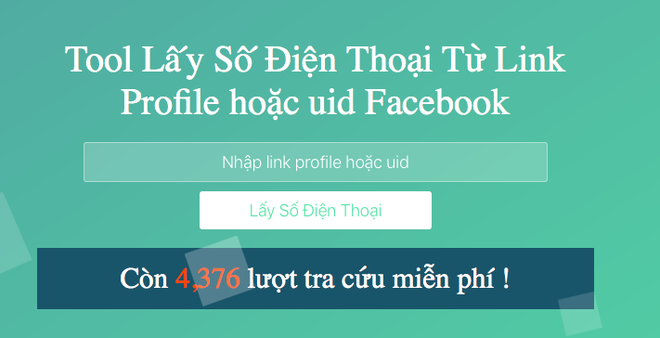 Tool Lấy Số Điện Thoại Từ Link
Profile hoặc uid Facebook
Nhập link profile hoặc uid
Lấy Số Điện Thoại
Còn 4,376 lượt tra cứu miễn phí !